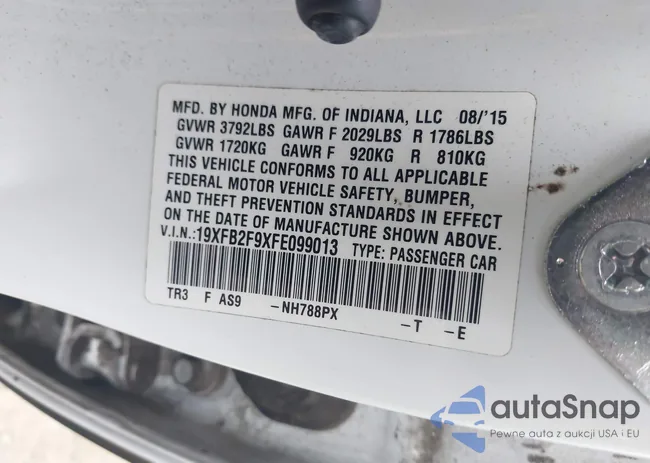 MFD. BY HONDA MFG. OF INDIANA, LLC 08/'15
GVWR 3792LBS GAWR F 2029LBS R 1786LBS
GVWR 1720KG GAWR F 920KG R 810KG
THIS VEHICLE CONFORMS TO ALL APPLICABLE
FEDERAL MOTOR VEHICLE SAFETY, BUMPER,
AND THEFT PREVENTION STANDARDS IN EFFECT
ON THE DATE OF MANUFACTURE SHOWN ABOVE.
V.I.N.:19XFB2F9XFE099013 TYPE: PASSENGER CAR
TR3 F AS9 -NH788PX -T -E
autaSnap
Pewne auta z aukcji USA i EU